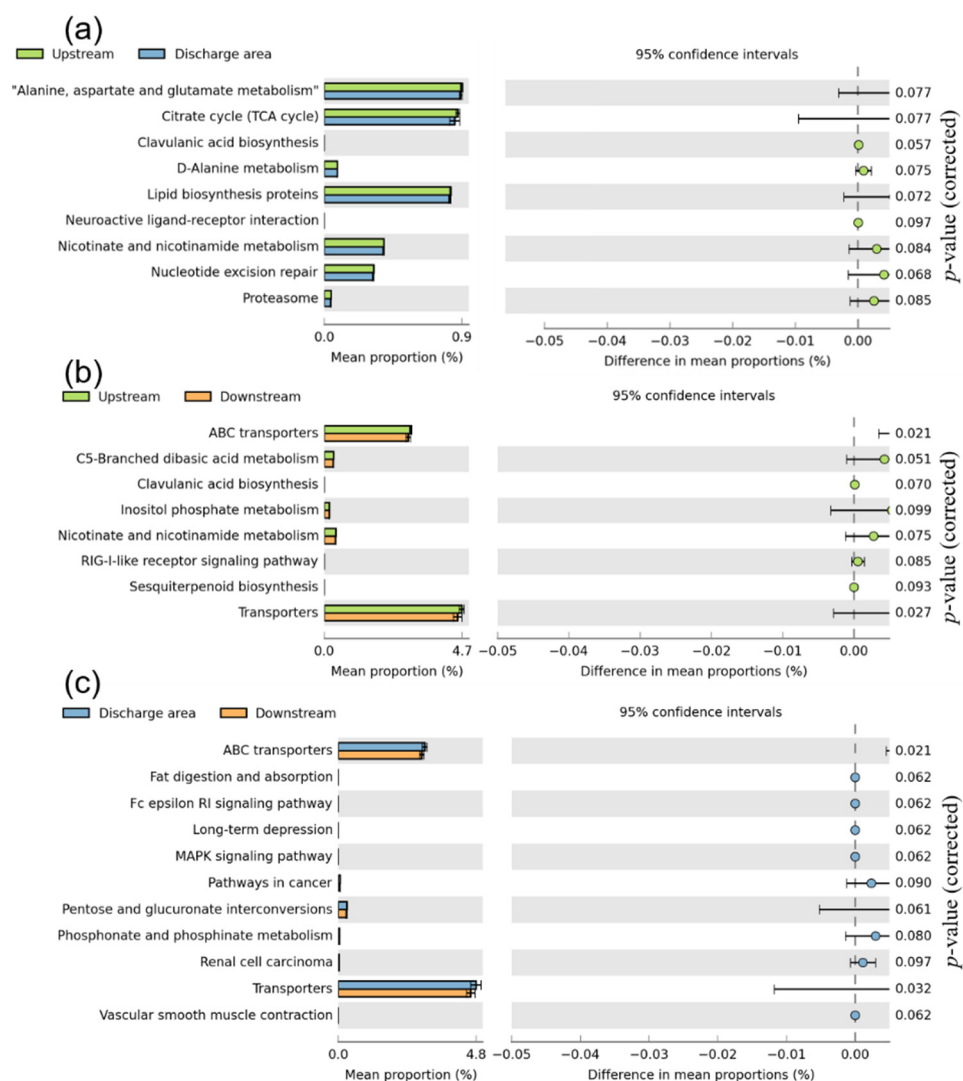 (a)
Upstream Discharge area
95% confidence intervals
"Alanine, aspartate and glutamate metabolism" 0.077
Citrate cycle (TCA cycle) 0.077
Clavulanic acid biosynthesis 0.057
D-Alanine metabolism 0.075
Lipid biosynthesis proteins 0.072
Neuroactive ligand-receptor interaction 0.097
Nicotinate and nicotinamide metabolism 0.084
Nucleotide excision repair 0.068
Proteasome 0.085
p-value (corrected)
0.0 0.9 −0.05 −0.04 −0.03 −0.02 −0.01 0.00
Mean proportion (%) Difference in mean proportions (%)
(b)
Upstream Downstream
95% confidence intervals
ABC transporters 0.021
C5-Branched dibasic acid metabolism 0.051
Clavulanic acid biosynthesis 0.070
Inositol phosphate metabolism 0.099
Nicotinate and nicotinamide metabolism 0.075
RIG-I-like receptor signaling pathway 0.085
Sesquiterpenoid biosynthesis 0.093
Transporters 0.027
p-value (corrected)
0.0 4.7 −0.05 −0.04 −0.03 −0.02 −0.01 0.00
Mean proportion (%) Difference in mean proportions (%)
(c)
Discharge area Downstream
95% confidence intervals
ABC transporters 0.021
Fat digestion and absorption 0.062
Fc epsilon RI signaling pathway 0.062
Long-term depression 0.062
MAPK signaling pathway 0.062
Pathways in cancer 0.090
Pentose and glucuronate interconversions 0.061
Phosphonate and phosphinate metabolism 0.080
Renal cell carcinoma 0.097
Transporters 0.032
Vascular smooth muscle contraction 0.062
p-value (corrected)
0.0 4.8 −0.05 −0.04 −0.03 −0.02 −0.01 0.00
Mean proportion (%) Difference in mean proportions (%)